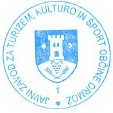 JAVNI ZAVOD ZA TURIZEM, KULTURO IN ŠPORT OBČINE ORMOŽ
1